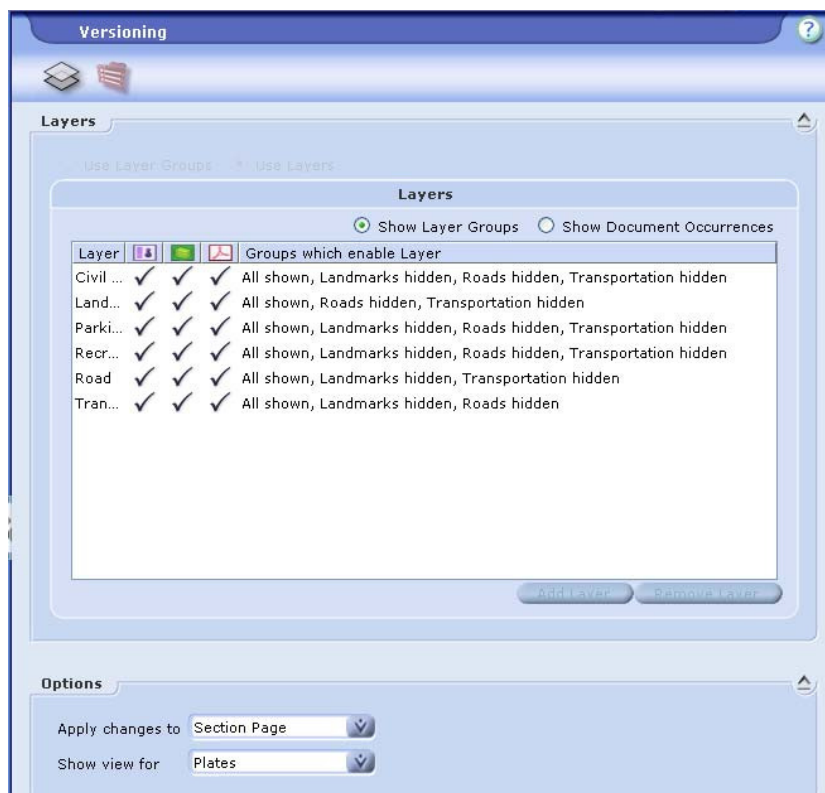 Versioning
?
Layers
Use Layer Groups Use Layers
Layers
Show Layer Groups Show Document Occurrences
Layer Groups which enable Layer
Civil ... All shown, Landmarks hidden, Roads hidden, Transportation hidden
Land... All shown, Roads hidden, Transportation hidden
Parki... All shown, Landmarks hidden, Roads hidden, Transportation hidden
Recr... All shown, Landmarks hidden, Roads hidden, Transportation hidden
Road All shown, Landmarks hidden, Transportation hidden
Tran... All shown, Landmarks hidden, Roads hidden
Add Layer Remove Layer
Options
Apply changes to Section Page
Show view for Plates